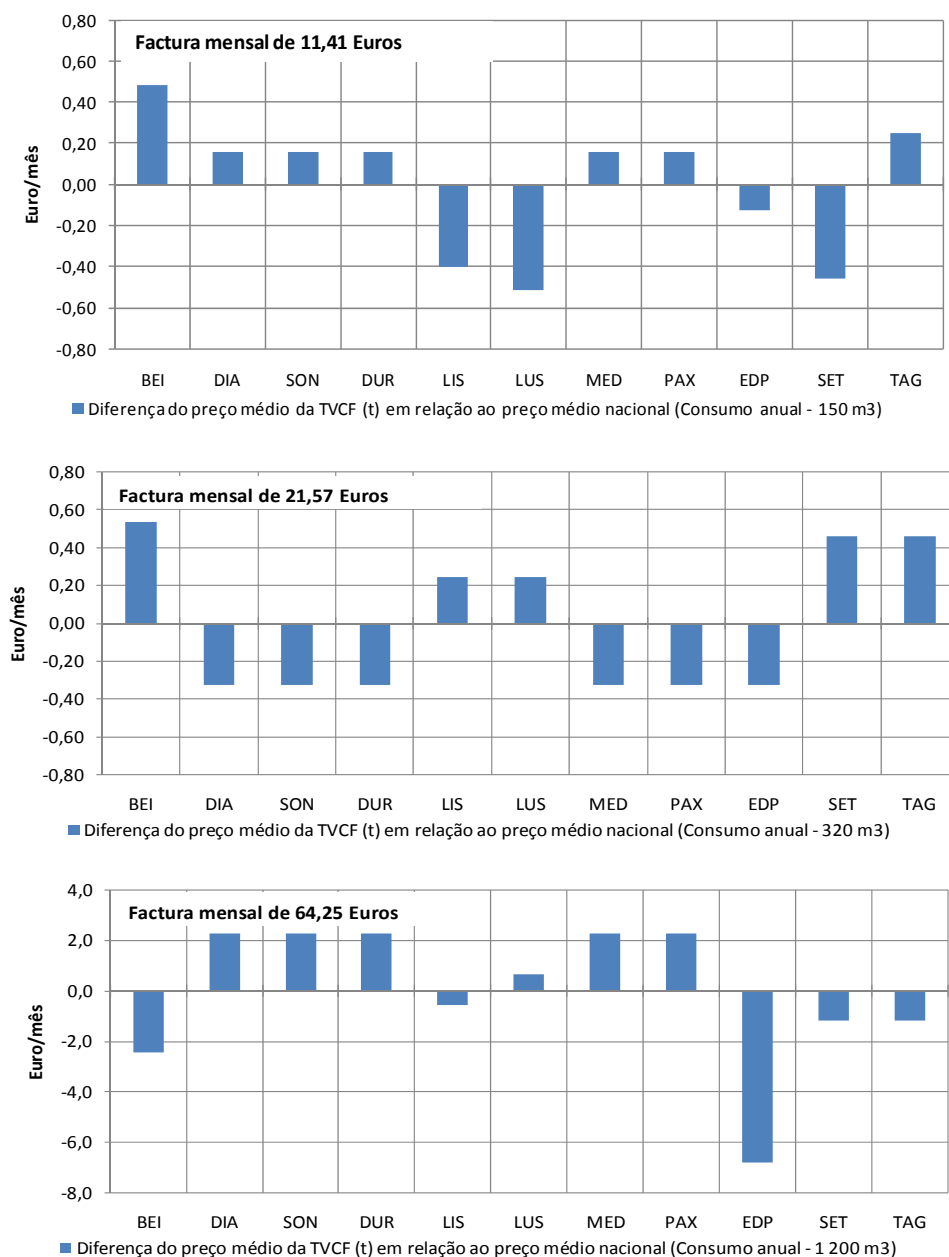 0,80
Factura mensal de 11,41 Euros
0,60
0,40
0,20
0,00
-0,20
-0,40
-0,60
-0,80
Euro/mês
BEI DIA SON DUR LIS LUS MED PAX EDP SET TAG
Diferença do preço médio da TVCF (t) em relação ao preço médio nacional (Consumo anual - 150 m3)
0,80
Factura mensal de 21,57 Euros
0,60
0,40
0,20
0,00
-0,20
-0,40
-0,60
-0,80
Euro/mês
BEI DIA SON DUR LIS LUS MED PAX EDP SET TAG
Diferença do preço médio da TVCF (t) em relação ao preço médio nacional (Consumo anual - 320 m3)
4,0
Factura mensal de 64,25 Euros
2,0
0,0
-2,0
-4,0
-6,0
-8,0
Euro/mês
BEI DIA SON DUR LIS LUS MED PAX EDP SET TAG
Diferença do preço médio da TVCF (t) em relação ao preço médio nacional (Consumo anual - 1 200 m3)